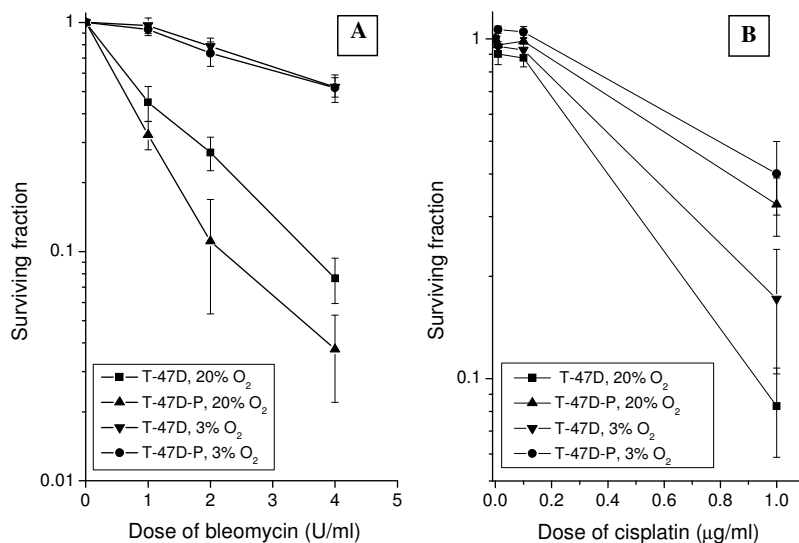 A
1
0.1
0.01
Surviving fraction
T-47D, 20% O₂
T-47D-P, 20% O₂
T-47D, 3% O₂
T-47D-P, 3% O₂
0 1 2 3 4 5
Dose of bleomycin (U/ml)
B
1
0.1
Surviving fraction
T-47D, 20% O₂
T-47D-P, 20% O₂
T-47D, 3% O₂
T-47D-P, 3% O₂
0.0 0.2 0.4 0.6 0.8 1.0
Dose of cisplatin (μg/ml)